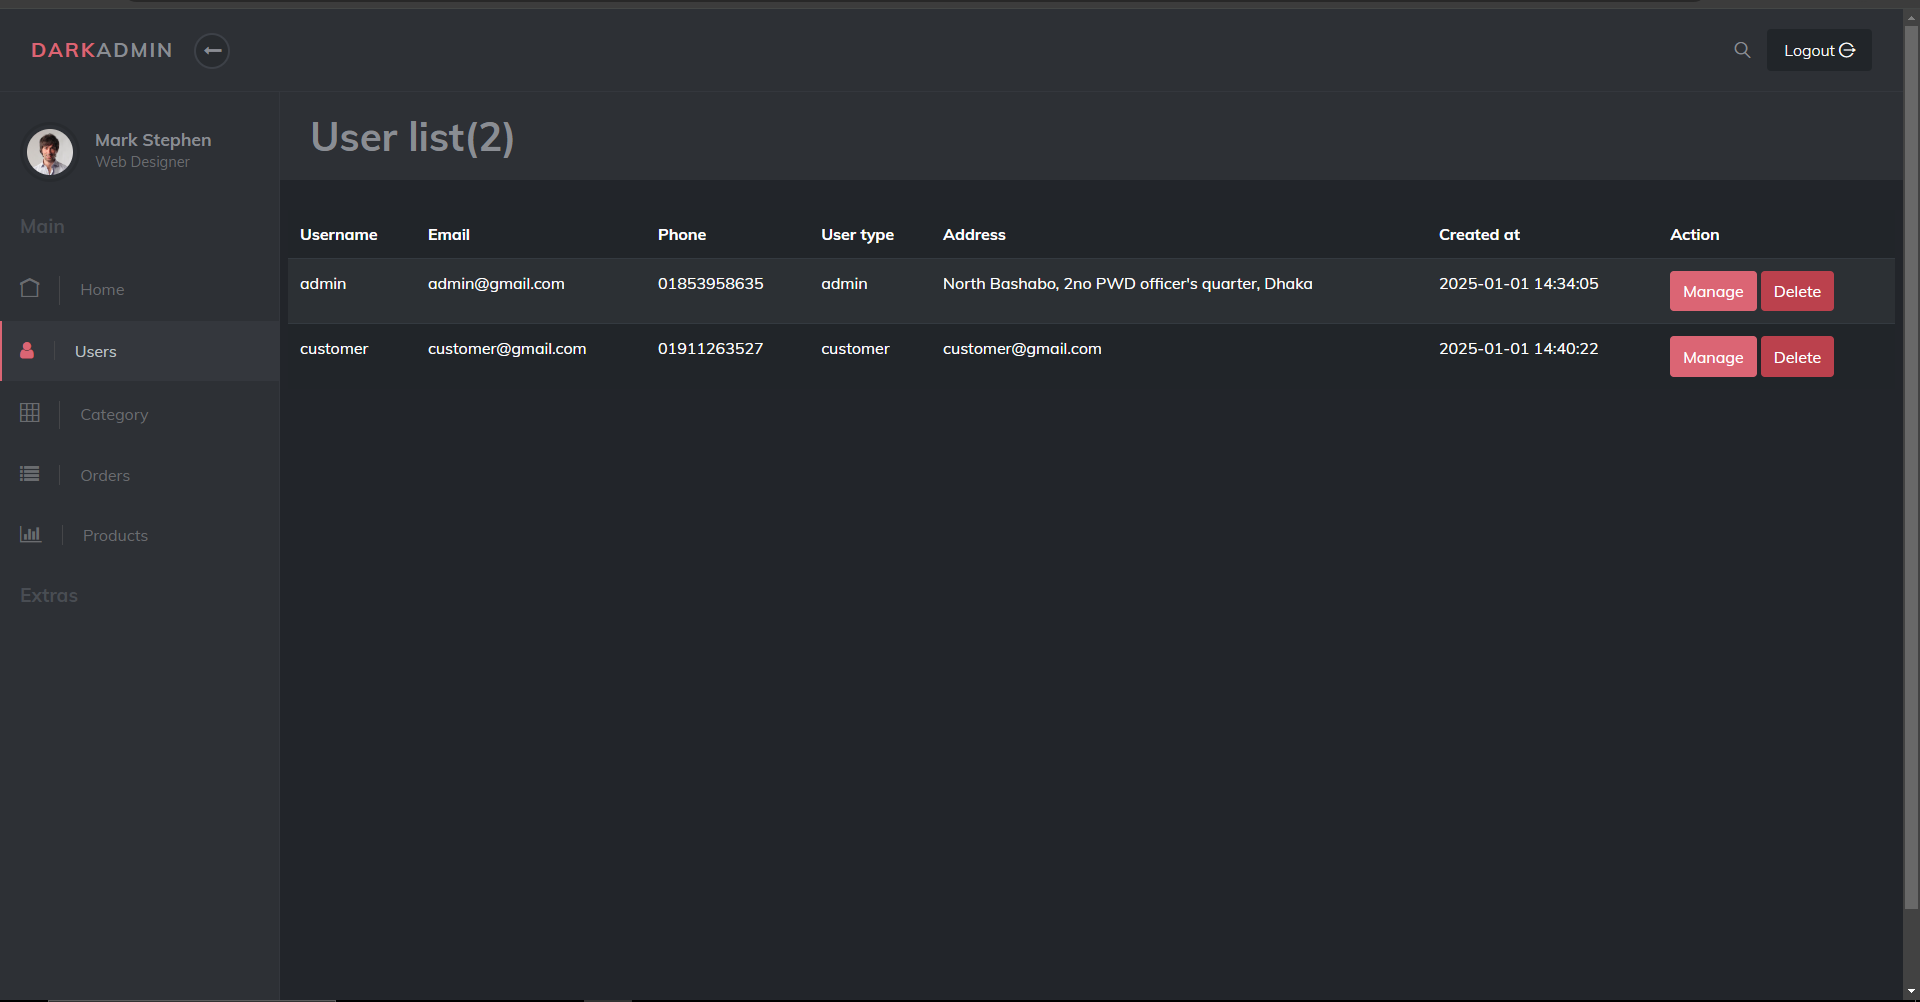 DARKADMIN
Logout
Mark Stephen
Web Designer
Main
Home
Users
Category
Orders
Products
Extras
User list(2)
Username Email Phone User type Address Created at Action
admin admin@gmail.com 01853958635 admin North Bashabo, 2no PWD officer's quarter, Dhaka 2025-01-01 14:34:05 Manage Delete
customer customer@gmail.com 01911263527 customer customer@gmail.com 2025-01-01 14:40:22 Manage Delete